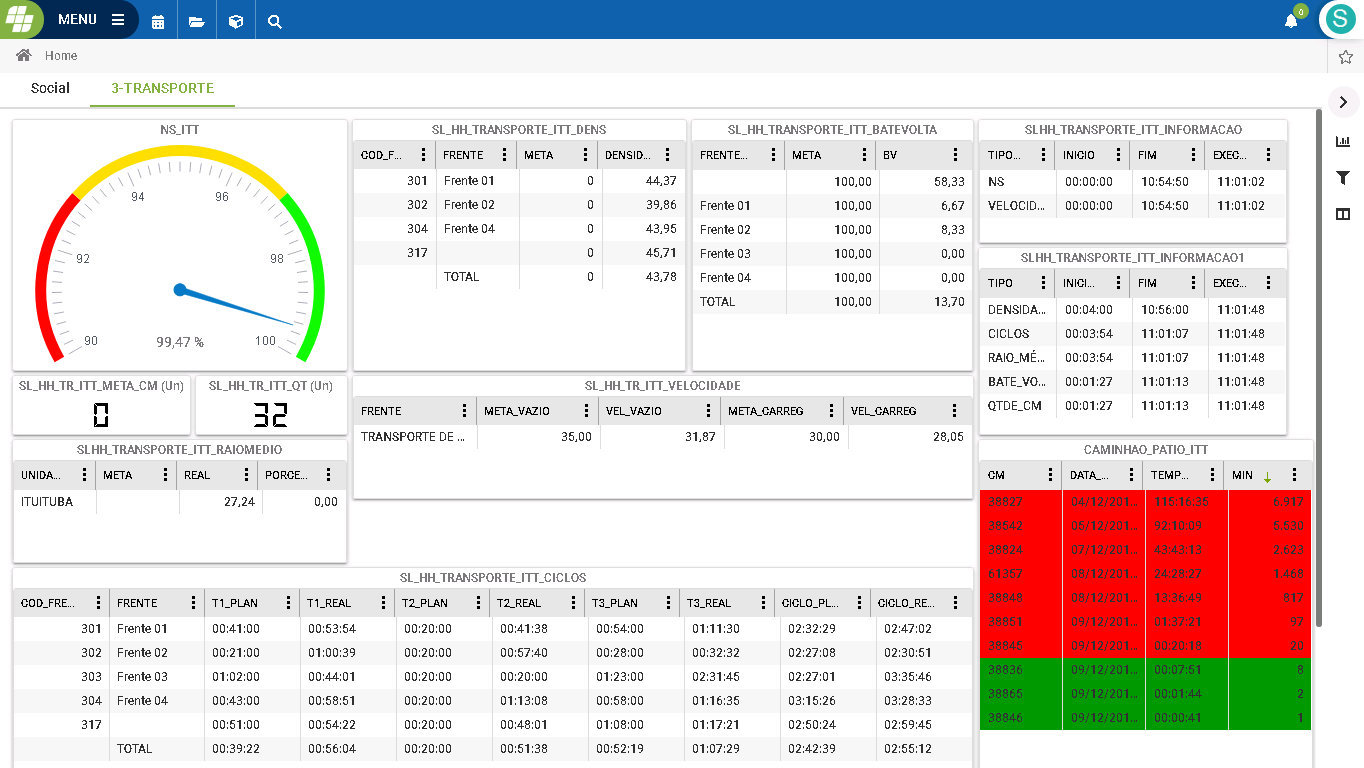 MENU
0
S
Home
Social
3-TRANSPORTE
NS_ITT
90
92
94
96
98
100
99,47 %
SL_HH_TR_ITT_META_CM (Un)
0
SL_HH_TR_ITT_QT (Un)
32
SLHH_TRANSPORTE_ITT_RAIOMEDIO
UNIDA... META REAL PORCE...
ITUITUBA 27,24 0,00
SL_HH_TRANSPORTE_ITT_DENS
COD_F... FRENTE META DENSID...
301 Frente 01 0 44,37
302 Frente 02 0 39,86
304 Frente 04 0 43,95
317 0 45,71
TOTAL 0 43,78
SL_HH_TRANSPORTE_ITT_BATEVOLTA
FRENTE... META BV
100,00 58,33
Frente 01 100,00 6,67
Frente 02 100,00 8,33
Frente 03 100,00 0,00
Frente 04 100,00 0,00
TOTAL 100,00 13,70
SL_HH_TR_ITT_VELOCIDADE
FRENTE META_VAZIO VEL_VAZIO META_CARREG VEL_CARREG
TRANSPORTE DE ... 35,00 31,87 30,00 28,05
SLHH_TRANSPORTE_ITT_INFORMACAO
TIPO... INICIO FIM EXEC...
NS 00:00:00 10:54:50 11:01:02
VELOCID... 00:00:00 10:54:50 11:01:02
SLHH_TRANSPORTE_ITT_INFORMACAO1
TIPO INICI... FIM EXEC...
DENSIDA... 00:04:00 10:56:00 11:01:48
CICLOS 00:03:54 11:01:07 11:01:48
RAIO_MÉ... 00:03:54 11:01:07 11:01:48
BATE_VO... 00:01:27 11:01:13 11:01:48
QTDE_CM 00:01:27 11:01:13 11:01:48
SL_HH_TRANSPORTE_ITT_CICLOS
COD_FRE... FRENTE T1_PLAN T1_REAL T2_PLAN T2_REAL T3_PLAN T3_REAL CICLO_PL... CICLO_RE...
301 Frente 01 00:41:00 00:53:54 00:20:00 00:41:38 00:54:00 01:11:30 02:32:29 02:47:02
302 Frente 02 00:21:00 01:00:39 00:20:00 00:57:40 00:28:00 00:32:32 02:27:08 02:30:51
303 Frente 03 01:02:00 00:44:01 00:20:00 00:20:00 01:23:00 02:31:45 02:27:01 03:35:46
304 Frente 04 00:43:00 00:58:51 00:20:00 01:13:08 00:58:00 01:16:35 03:15:26 03:28:33
317 00:51:00 00:54:22 00:20:00 00:48:01 01:08:00 01:17:21 02:50:24 02:59:45
TOTAL 00:39:22 00:56:04 00:20:00 00:51:38 00:52:19 01:07:29 02:42:39 02:55:12
CAMINHAO_PATIO_ITT
CM DATA_... TEMP... MIN
38827 04/12/201... 115:16:35 6.917
38542 05/12/201... 92:10:09 5.530
38824 07/12/201... 43:43:13 2.623
61357 08/12/201... 24:28:27 1.468
38848 08/12/201... 13:36:49 817
38851 09/12/201... 01:37:21 97
38845 09/12/201... 00:20:18 20
38836 09/12/201... 00:07:51 8
38865 09/12/201... 00:01:44 2
38846 09/12/201... 00:00:41 1